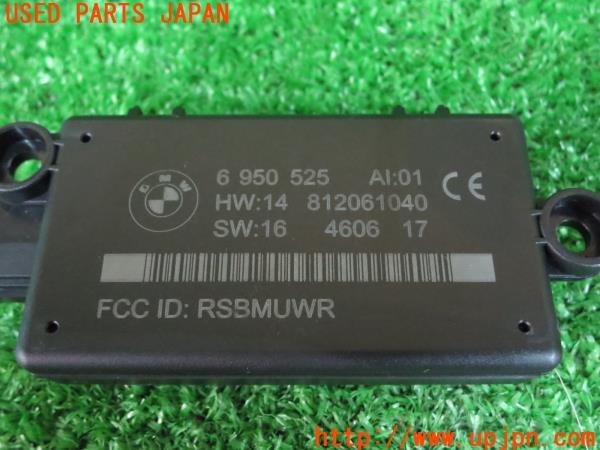 USED PARTS JAPAN
BMW
6 950 525 AI:01
HW:14 812061040
SW:16 4606 17
CE
FCC ID: RSBMUWR
http://www.upjpn.com